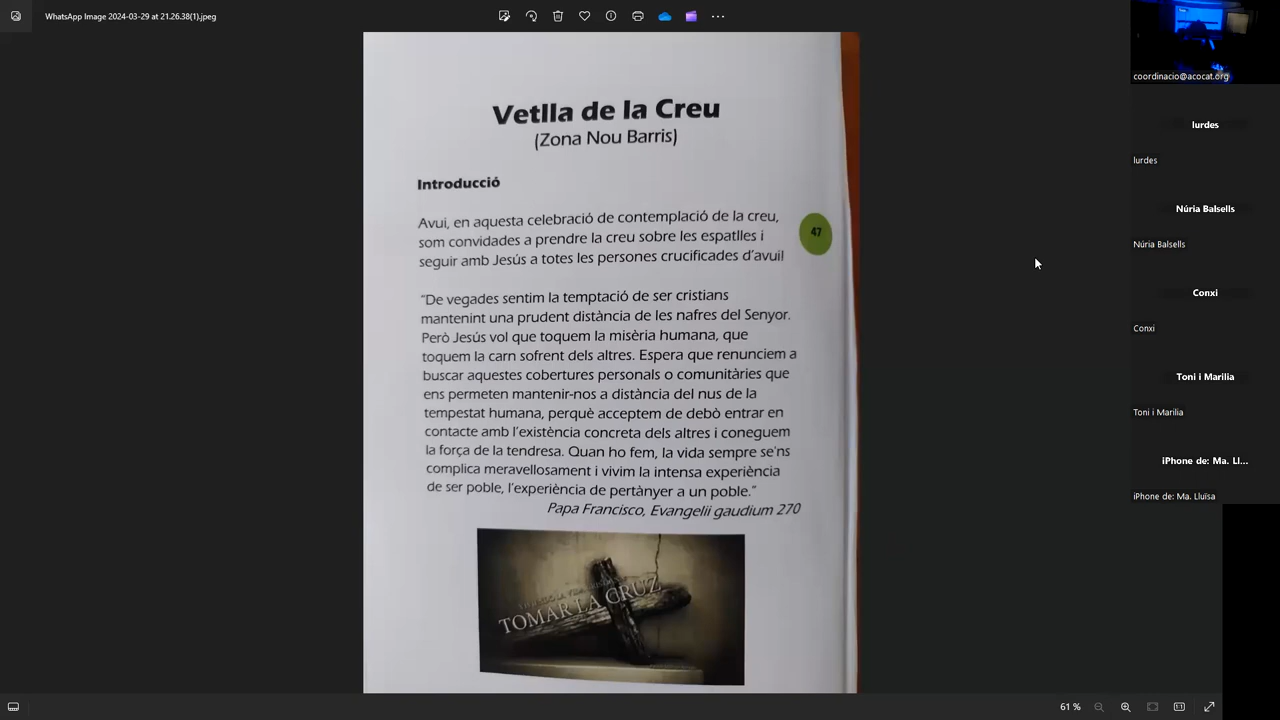 WhatsApp Image 2024-03-29 at 21.26.38(1).jpeg
Vetlla de la Creu
(Zona Nou Barris)
Introducció
Avui, en aquesta celebració de contemplació de la creu,
som convidades a prendre la creu sobre les espatlles i
seguir amb Jesús a totes les persones crucificades d'avui!
47
"De vegades sentim la temptació de ser cristians
mantenint una prudent distància de les nafres del Senyor.
Però Jesús vol que toquem la misèria humana, que
toquem la carn sofrent dels altres. Espera que renunciem a
buscar aquestes cobertures personals o comunitàries que
ens permeten mantenir-nos a distància del nus de la
tempestat humana, perquè acceptem de debò entrar en
contacte amb l'existència concreta dels altres i coneguem
la força de la tendresa. Quan ho fem, la vida sempre se'ns
complica meravellosament i vivim la intensa experiència
de ser poble, l'experiència de pertànyer a un poble."
Papa Francisco, Evangelii gaudium 270
TOMAR LA CRUZ
coordinacio@acocat.org
lurdes
lurdes
Núria Balsells
Núria Balsells
Conxi
Conxi
Toni i Marilia
Toni i Marilia
iPhone de: Ma. Ll...
iPhone de: Ma. Lluïsa
61 %